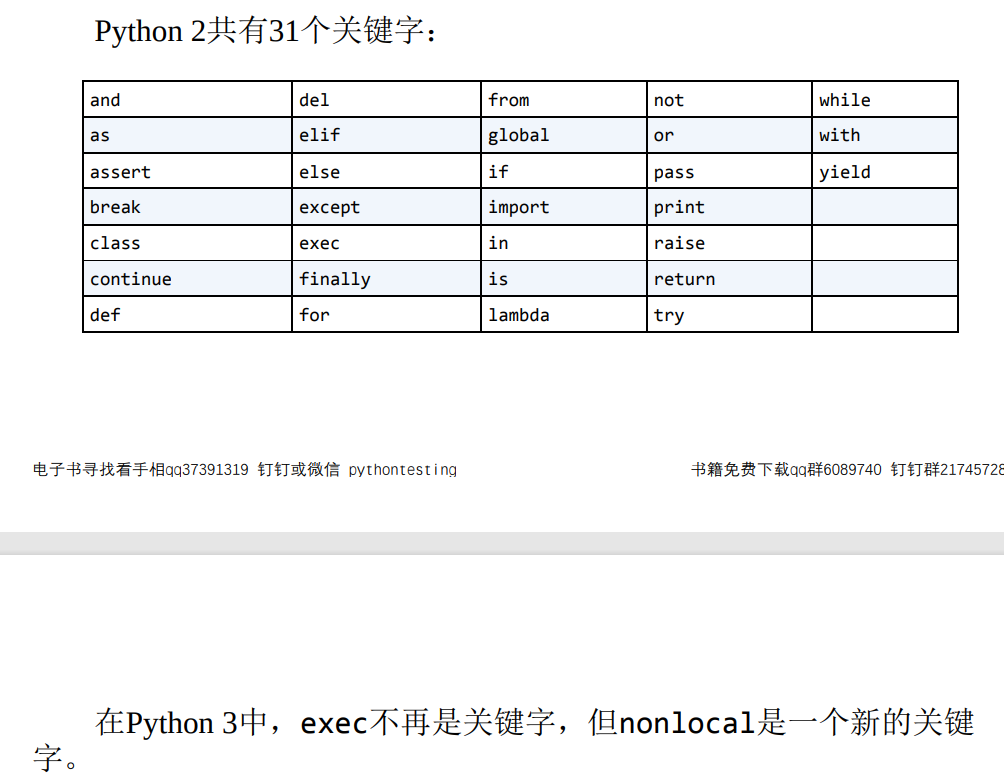 Python 2共有31个关键字：
and del from not while
as elif global or with
assert else if pass yield
break except import print
class exec in raise
continue finally is return
def for lambda try
电子书寻找看手相qq37391319 钉钉或微信 pythontesting 书籍免费下载qq群6089740 钉钉群21745728
在Python 3中，exec不再是关键字，但nonlocal是一个新的关键
字。